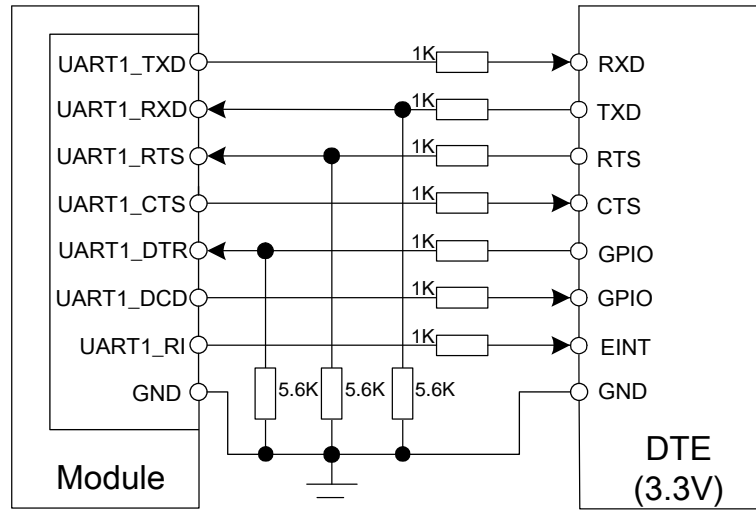 UART1_TXD 1K RXD
UART1_RXD 1K TXD
UART1_RTS 1K RTS
UART1_CTS CTS
UART1_DTR 1K GPIO
UART1_DCD 1K GPIO
UART1_RI 1K EINT
GND 5.6K 5.6K 5.6K GND
Module
DTE
(3.3V)